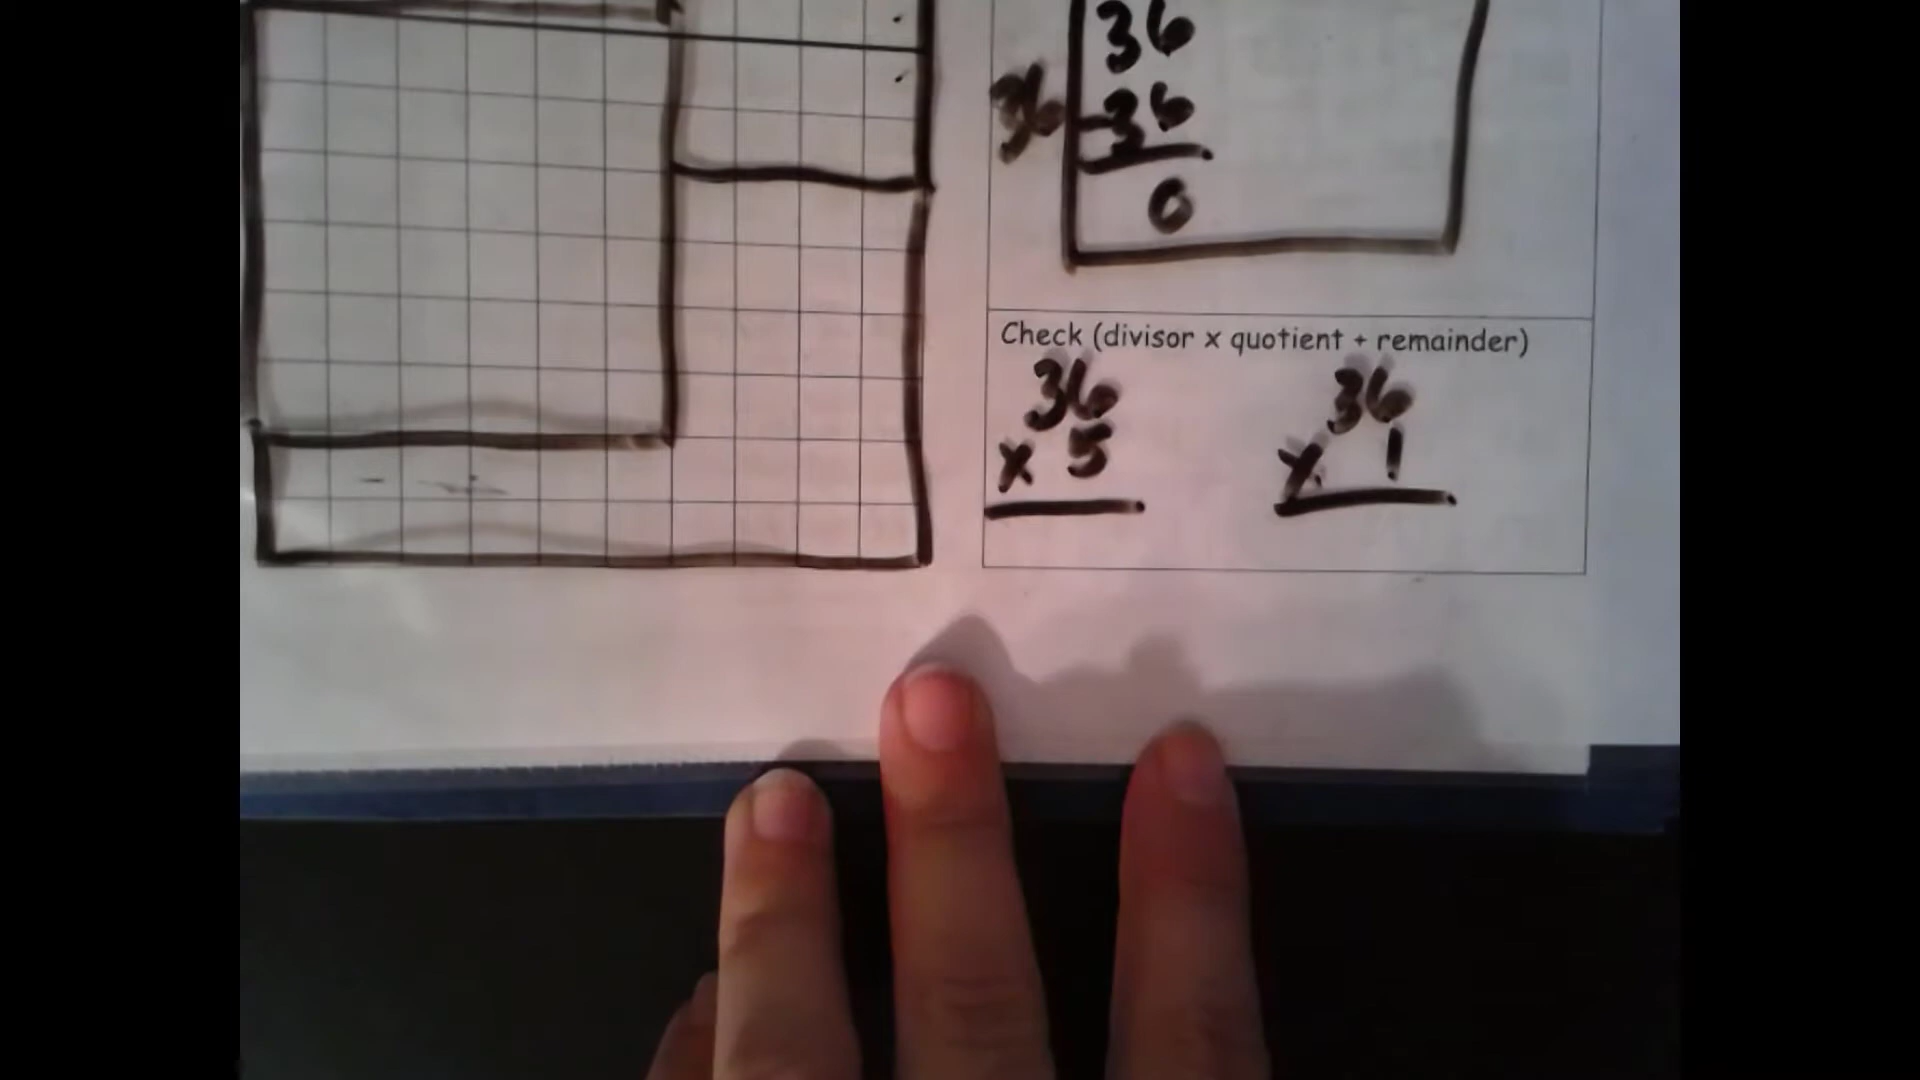 36
36
-36
0
Check (divisor x quotient + remainder)
36
x 5
36
x 1